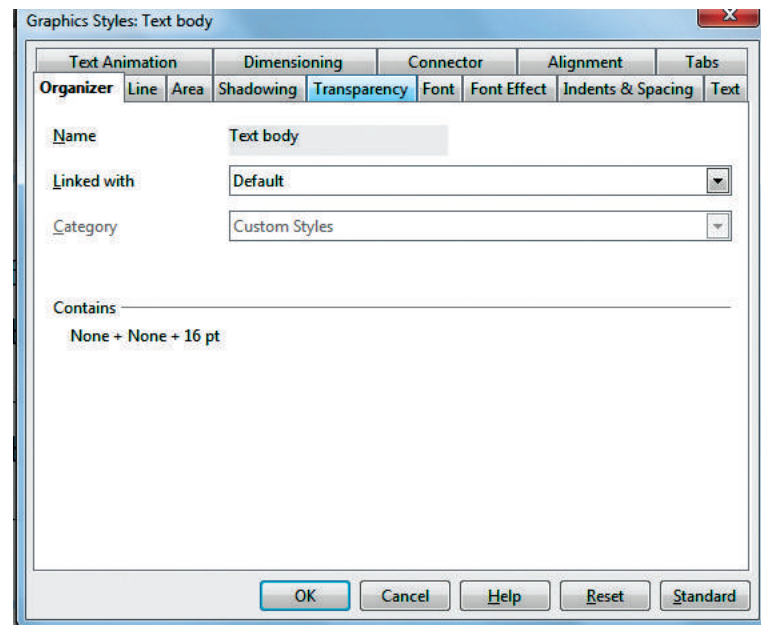 Graphics Styles: Text body
Text Animation Dimensioning Connector Alignment Tabs
Organizer Line Area Shadowing Transparency Font Font Effect Indents & Spacing Text
Name Text body
Linked with Default
Category Custom Styles
Contains
None + None + 16 pt
OK Cancel Help Reset Standard